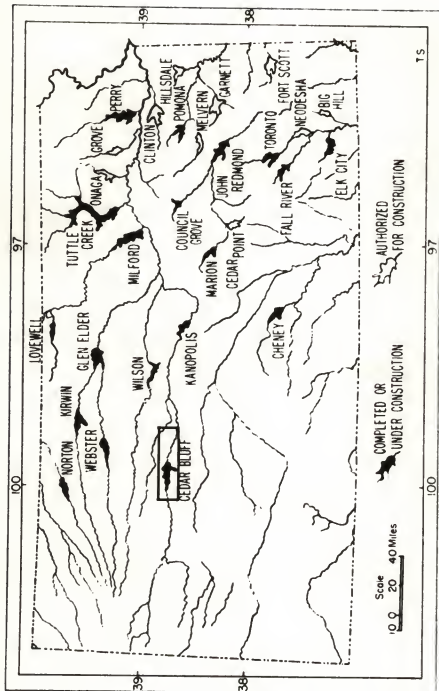 39
38
PERRY
GROVE
ONAGA
TUTTLE
CREEK
MILFORD
CLINTON
HILLSDALE
POMONA
MELVERN
GARNETT
COUNCIL
GROVE
JOHN
REDMOND
FORT SCOTT
TORONTO
NEODESHA
BIG
HILL
FALL RIVER
ELK CITY
97
MARION
CEDAR
POINT
LOVEWELL
GLEN ELDER
KIRWIN
WILSON
KANOPOLIS
CHENEY
NORTON
WEBSTER
CEDAR BLUFF
100
39
38
TS
AUTHORIZED
FOR CONSTRUCTION
COMPLETED OR
UNDER CONSTRUCTION
Scale
10 0 20 40 Miles